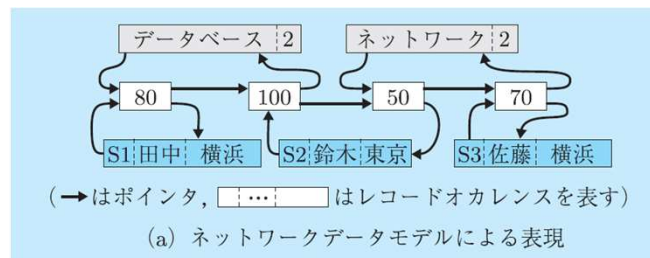 データベース 2 ネットワーク 2
80 100 50 70
S1 田中 横浜 S2 鈴木 東京 S3 佐藤 横浜
(→はポインタ, … はレコードオカレンスを表す)
(a) ネットワークデータモデルによる表現